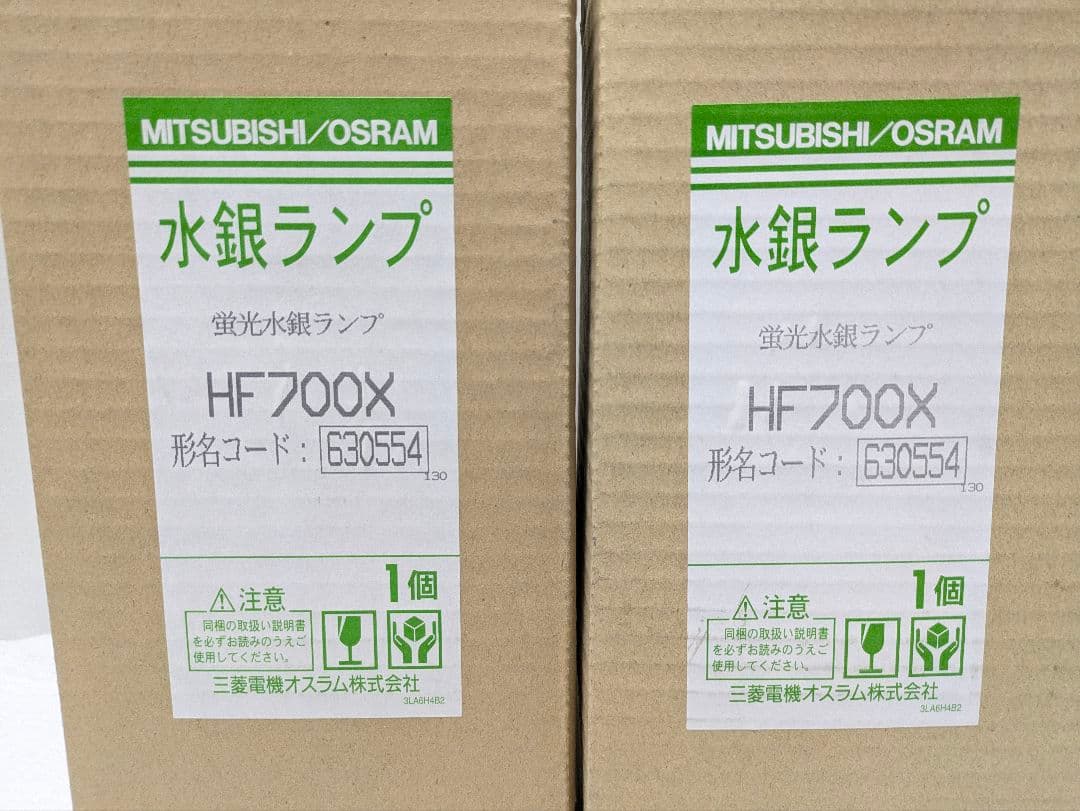 MITSUBISHI/OSRAM
水銀ランプ
蛍光水銀ランプ
HF700X
形名コード: 630554
130
1個
⚠注意
同梱の取扱い説明書
を必ずお読みのうえご
使用してください。
三菱電機オスラム株式会社
3LA6H4B2
MITSUBISHI/OSRAM
水銀ランプ
蛍光水銀ランプ
HF700X
形名コード: 630554
130
1個
⚠注意
同梱の取扱い説明書
を必ずお読みのうえご
使用してください。
三菱電機オスラム株式会社
3LA6H4B2